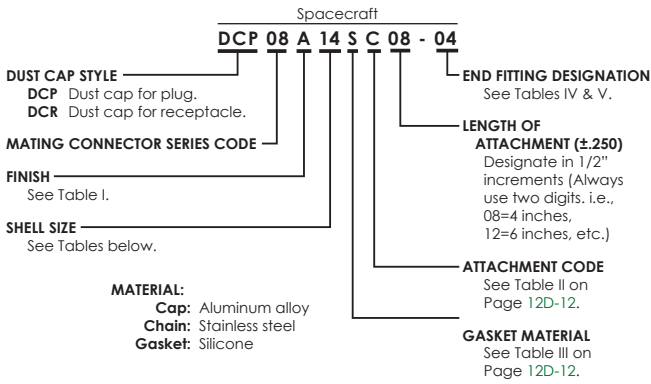 Spacecraft
DCP 08 A 14 S C 08 - 04
DUST CAP STYLE
DCP Dust cap for plug.
DCR Dust cap for receptacle.
MATING CONNECTOR SERIES CODE
FINISH
See Table I.
SHELL SIZE
See Tables below.
MATERIAL:
Cap: Aluminum alloy
Chain: Stainless steel
Gasket: Silicone
END FITTING DESIGNATION
See Tables IV & V.
LENGTH OF
ATTACHMENT (±.250)
Designate in 1/2”
increments (Always
use two digits. i.e.,
08=4 inches,
12=6 inches, etc.)
ATTACHMENT CODE
See Table II on
Page 12D-12.
GASKET MATERIAL
See Table III on
Page 12D-12.